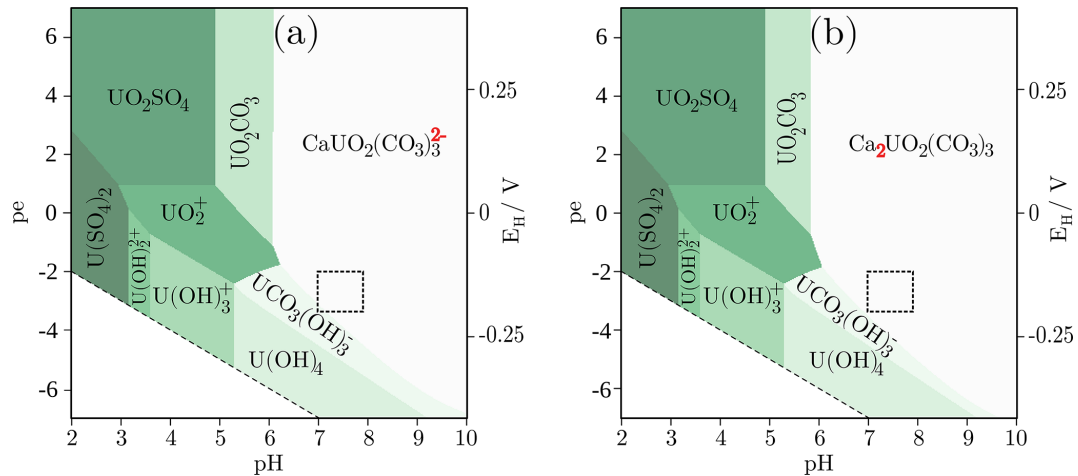 (a)
6
4
2
0
-2
-4
-6
pe
2 3 4 5 6 7 8 9 10
pH
0.25
0
-0.25
E_H / V
UO₂SO₄
UO₂CO₃
CaUO₂(CO₃)₃²⁻
U(SO₄)₂
UO₂⁺
U(OH)₂²⁺
U(OH)₃⁺
UCO₃(OH)₃⁻
U(OH)₄
(b)
6
4
2
0
-2
-4
-6
pe
2 3 4 5 6 7 8 9 10
pH
0.25
0
-0.25
E_H / V
UO₂SO₄
UO₂CO₃
Ca₂UO₂(CO₃)₃
U(SO₄)₂
UO₂⁺
U(OH)₂²⁺
U(OH)₃⁺
UCO₃(OH)₃⁻
U(OH)₄